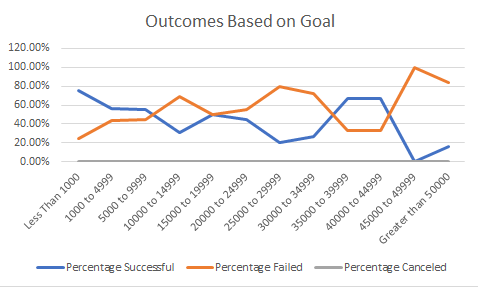 Outcomes Based on Goal
120.00%
100.00%
80.00%
60.00%
40.00%
20.00%
0.00%
Less Than 1000
1000 to 4999
5000 to 9999
10000 to 14999
15000 to 19999
20000 to 24999
25000 to 29999
30000 to 34999
35000 to 39999
40000 to 44999
45000 to 49999
Greater than 50000
Percentage Successful Percentage Failed Percentage Canceled